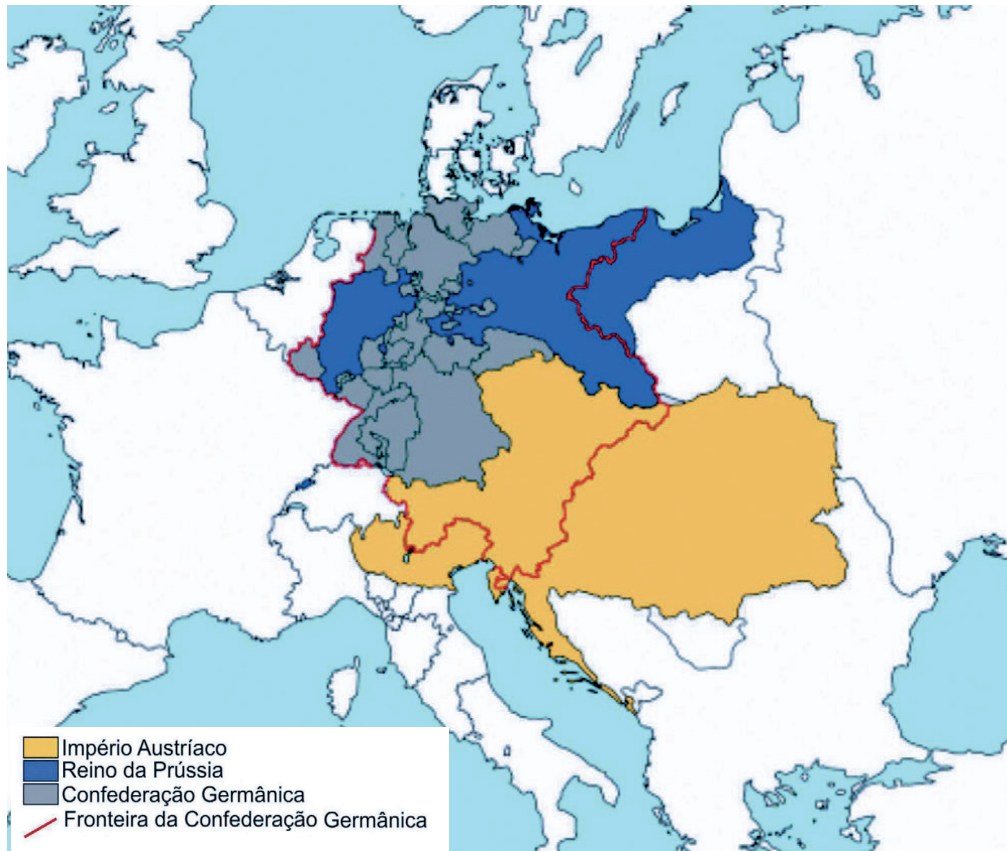 Império Austríaco
Reino da Prússia
Confederação Germânica
Fronteira da Confederação Germânica